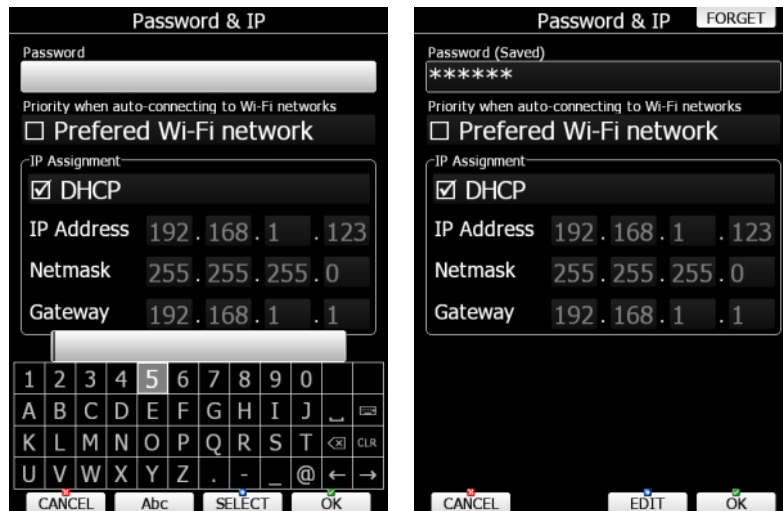 Password & IP
Password
Priority when auto-connecting to Wi-Fi networks
Prefered Wi-Fi network
IP Assignment
DHCP
IP Address 192 . 168 . 1 . 123
Netmask 255 . 255 . 255 . 0
Gateway 192 . 168 . 1 . 1
1 2 3 4 5 6 7 8 9 0
A B C D E F G H I J ␣
K L M N O P Q R S T ⌫ CLR
U V W X Y Z . - _ @ ← →
CANCEL Abc SELECT OK
Password & IP FORGET
Password (Saved)
******
Priority when auto-connecting to Wi-Fi networks
Prefered Wi-Fi network
IP Assignment
DHCP
IP Address 192 . 168 . 1 . 123
Netmask 255 . 255 . 255 . 0
Gateway 192 . 168 . 1 . 1
CANCEL EDIT OK